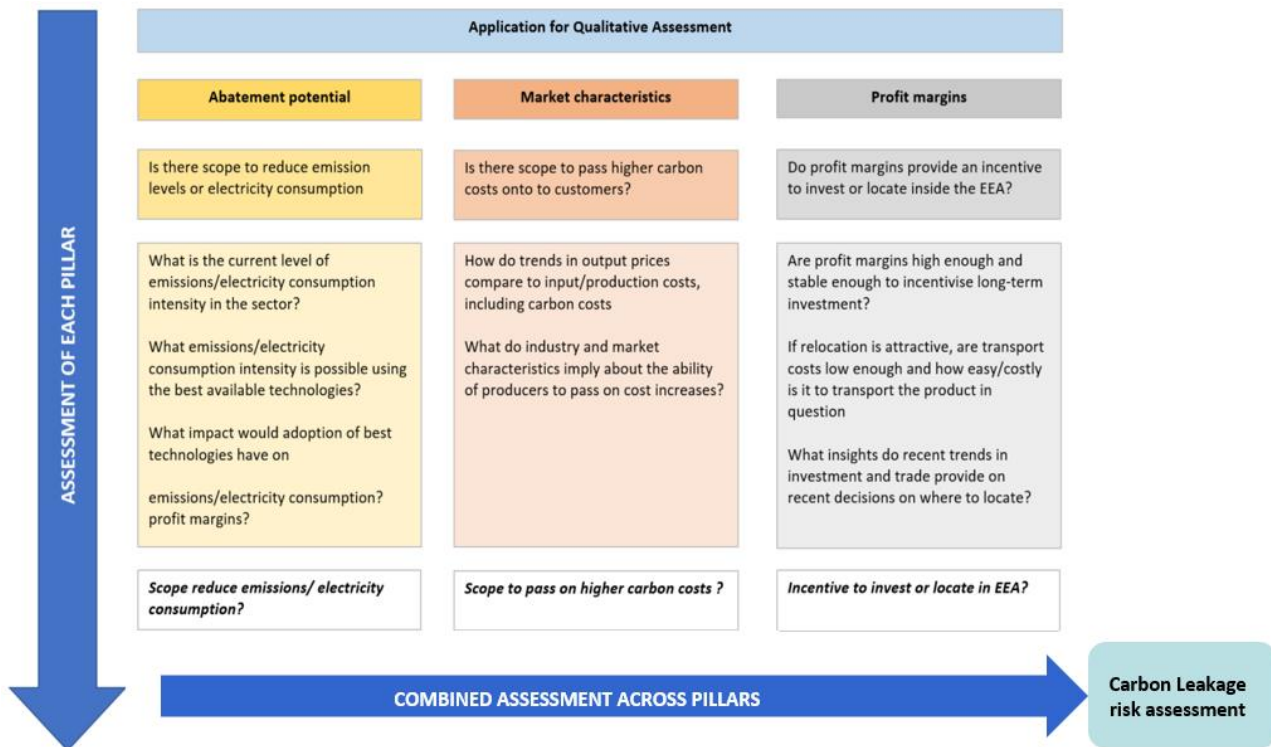 Application for Qualitative Assessment
ASSESSMENT OF EACH PILLAR
Abatement potential
Is there scope to reduce emission
levels or electricity consumption
What is the current level of
emissions/electricity consumption
intensity in the sector?
What emissions/electricity
consumption intensity is possible using
the best available technologies?
What impact would adoption of best
technologies have on
emissions/electricity consumption?
profit margins?
Scope reduce emissions/ electricity
consumption?
Market characteristics
Is there scope to pass higher carbon
costs onto to customers?
How do trends in output prices
compare to input/production costs,
including carbon costs
What do industry and market
characteristics imply about the ability
of producers to pass on cost increases?
Scope to pass on higher carbon costs ?
Profit margins
Do profit margins provide an incentive
to invest or locate inside the EEA?
Are profit margins high enough and
stable enough to incentivise long-term
investment?
If relocation is attractive, are transport
costs low enough and how easy/costly
is it to transport the product in
question
What insights do recent trends in
investment and trade provide on
recent decisions on where to locate?
Incentive to invest or locate in EEA?
COMBINED ASSESSMENT ACROSS PILLARS
Carbon Leakage
risk assessment